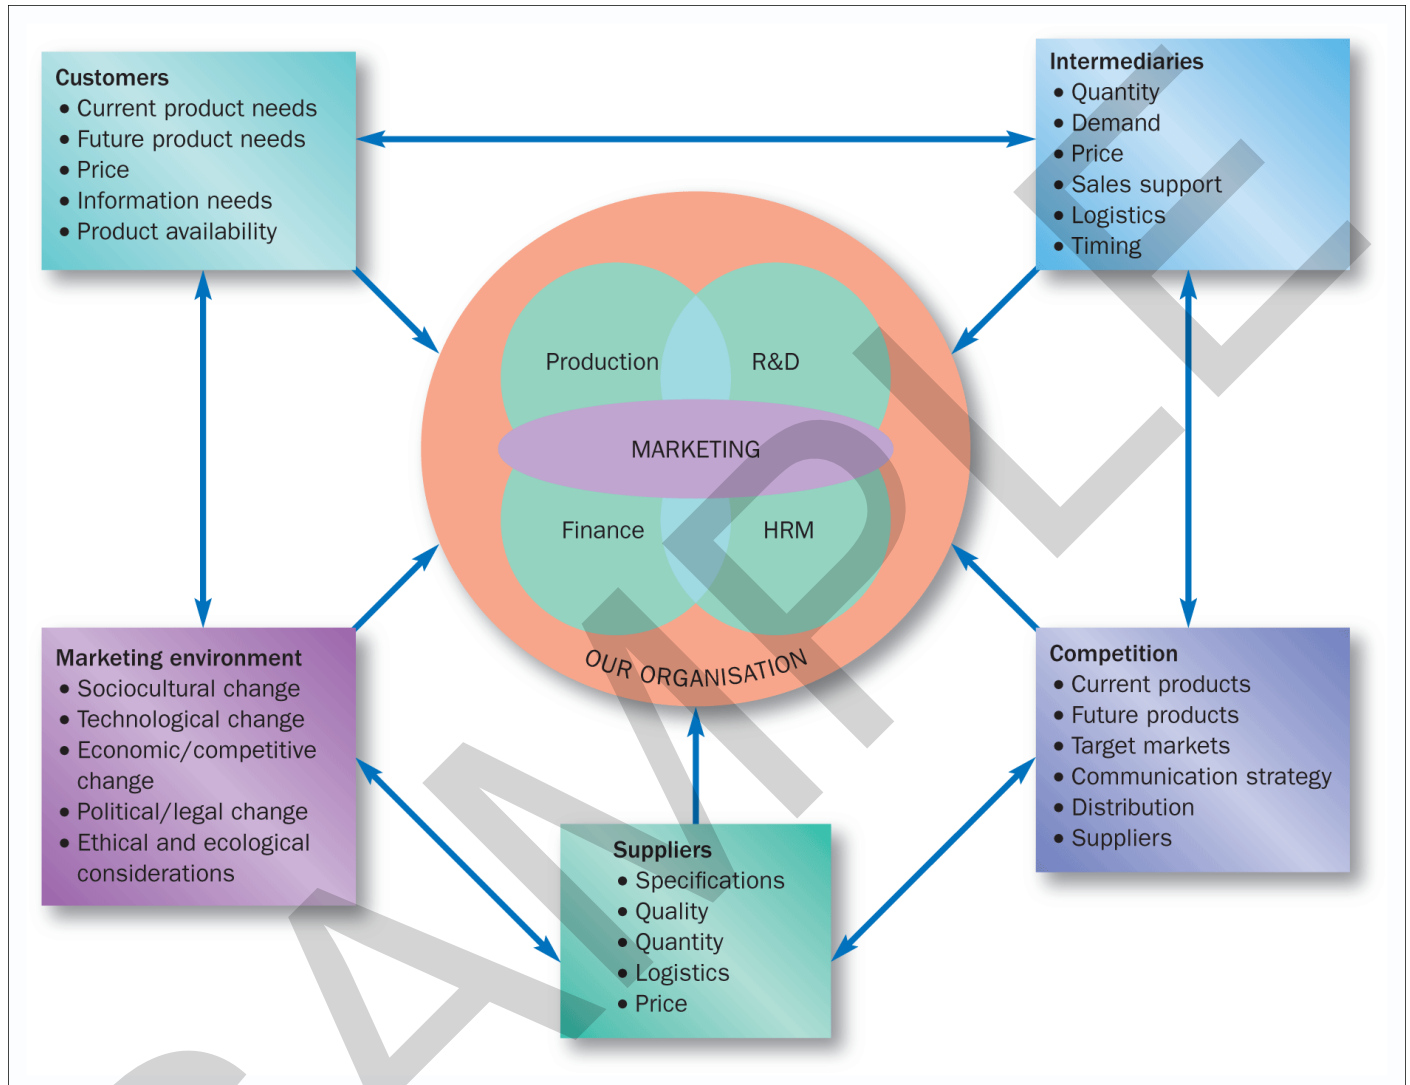 Customers
• Current product needs
• Future product needs
• Price
• Information needs
• Product availability
Intermediaries
• Quantity
• Demand
• Price
• Sales support
• Logistics
• Timing
Production
R&D
MARKETING
Finance
HRM
OUR ORGANISATION
Marketing environment
• Sociocultural change
• Technological change
• Economic/competitive
change
• Political/legal change
• Ethical and ecological
considerations
Competition
• Current products
• Future products
• Target markets
• Communication strategy
• Distribution
• Suppliers
Suppliers
• Specifications
• Quality
• Quantity
• Logistics
• Price
SAMPLE